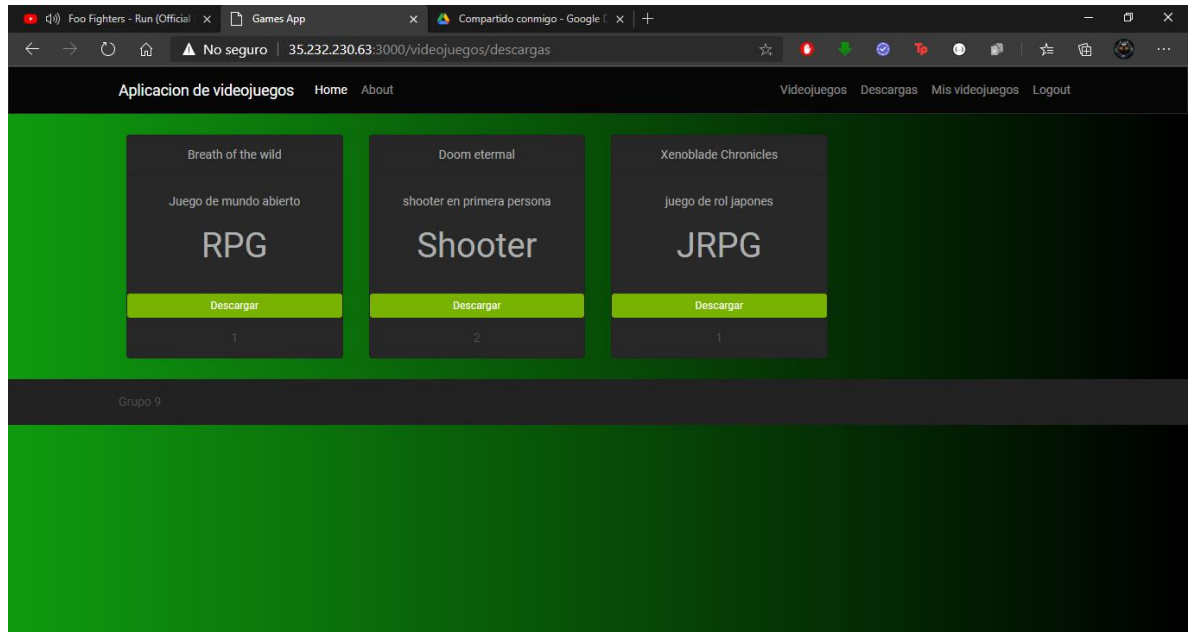 Foo Fighters - Run (Official
Games App
Compartido conmigo - Google
No seguro | 35.232.230.63:3000/videojuegos/descargas
Aplicacion de videojuegos Home About Videojuegos Descargas Mis videojuegos Logout
Breath of the wild
Juego de mundo abierto
RPG
Descargar
1
Doom etermal
shooter en primera persona
Shooter
Descargar
2
Xenoblade Chronicles
juego de rol japones
JRPG
Descargar
1
Grupo 9